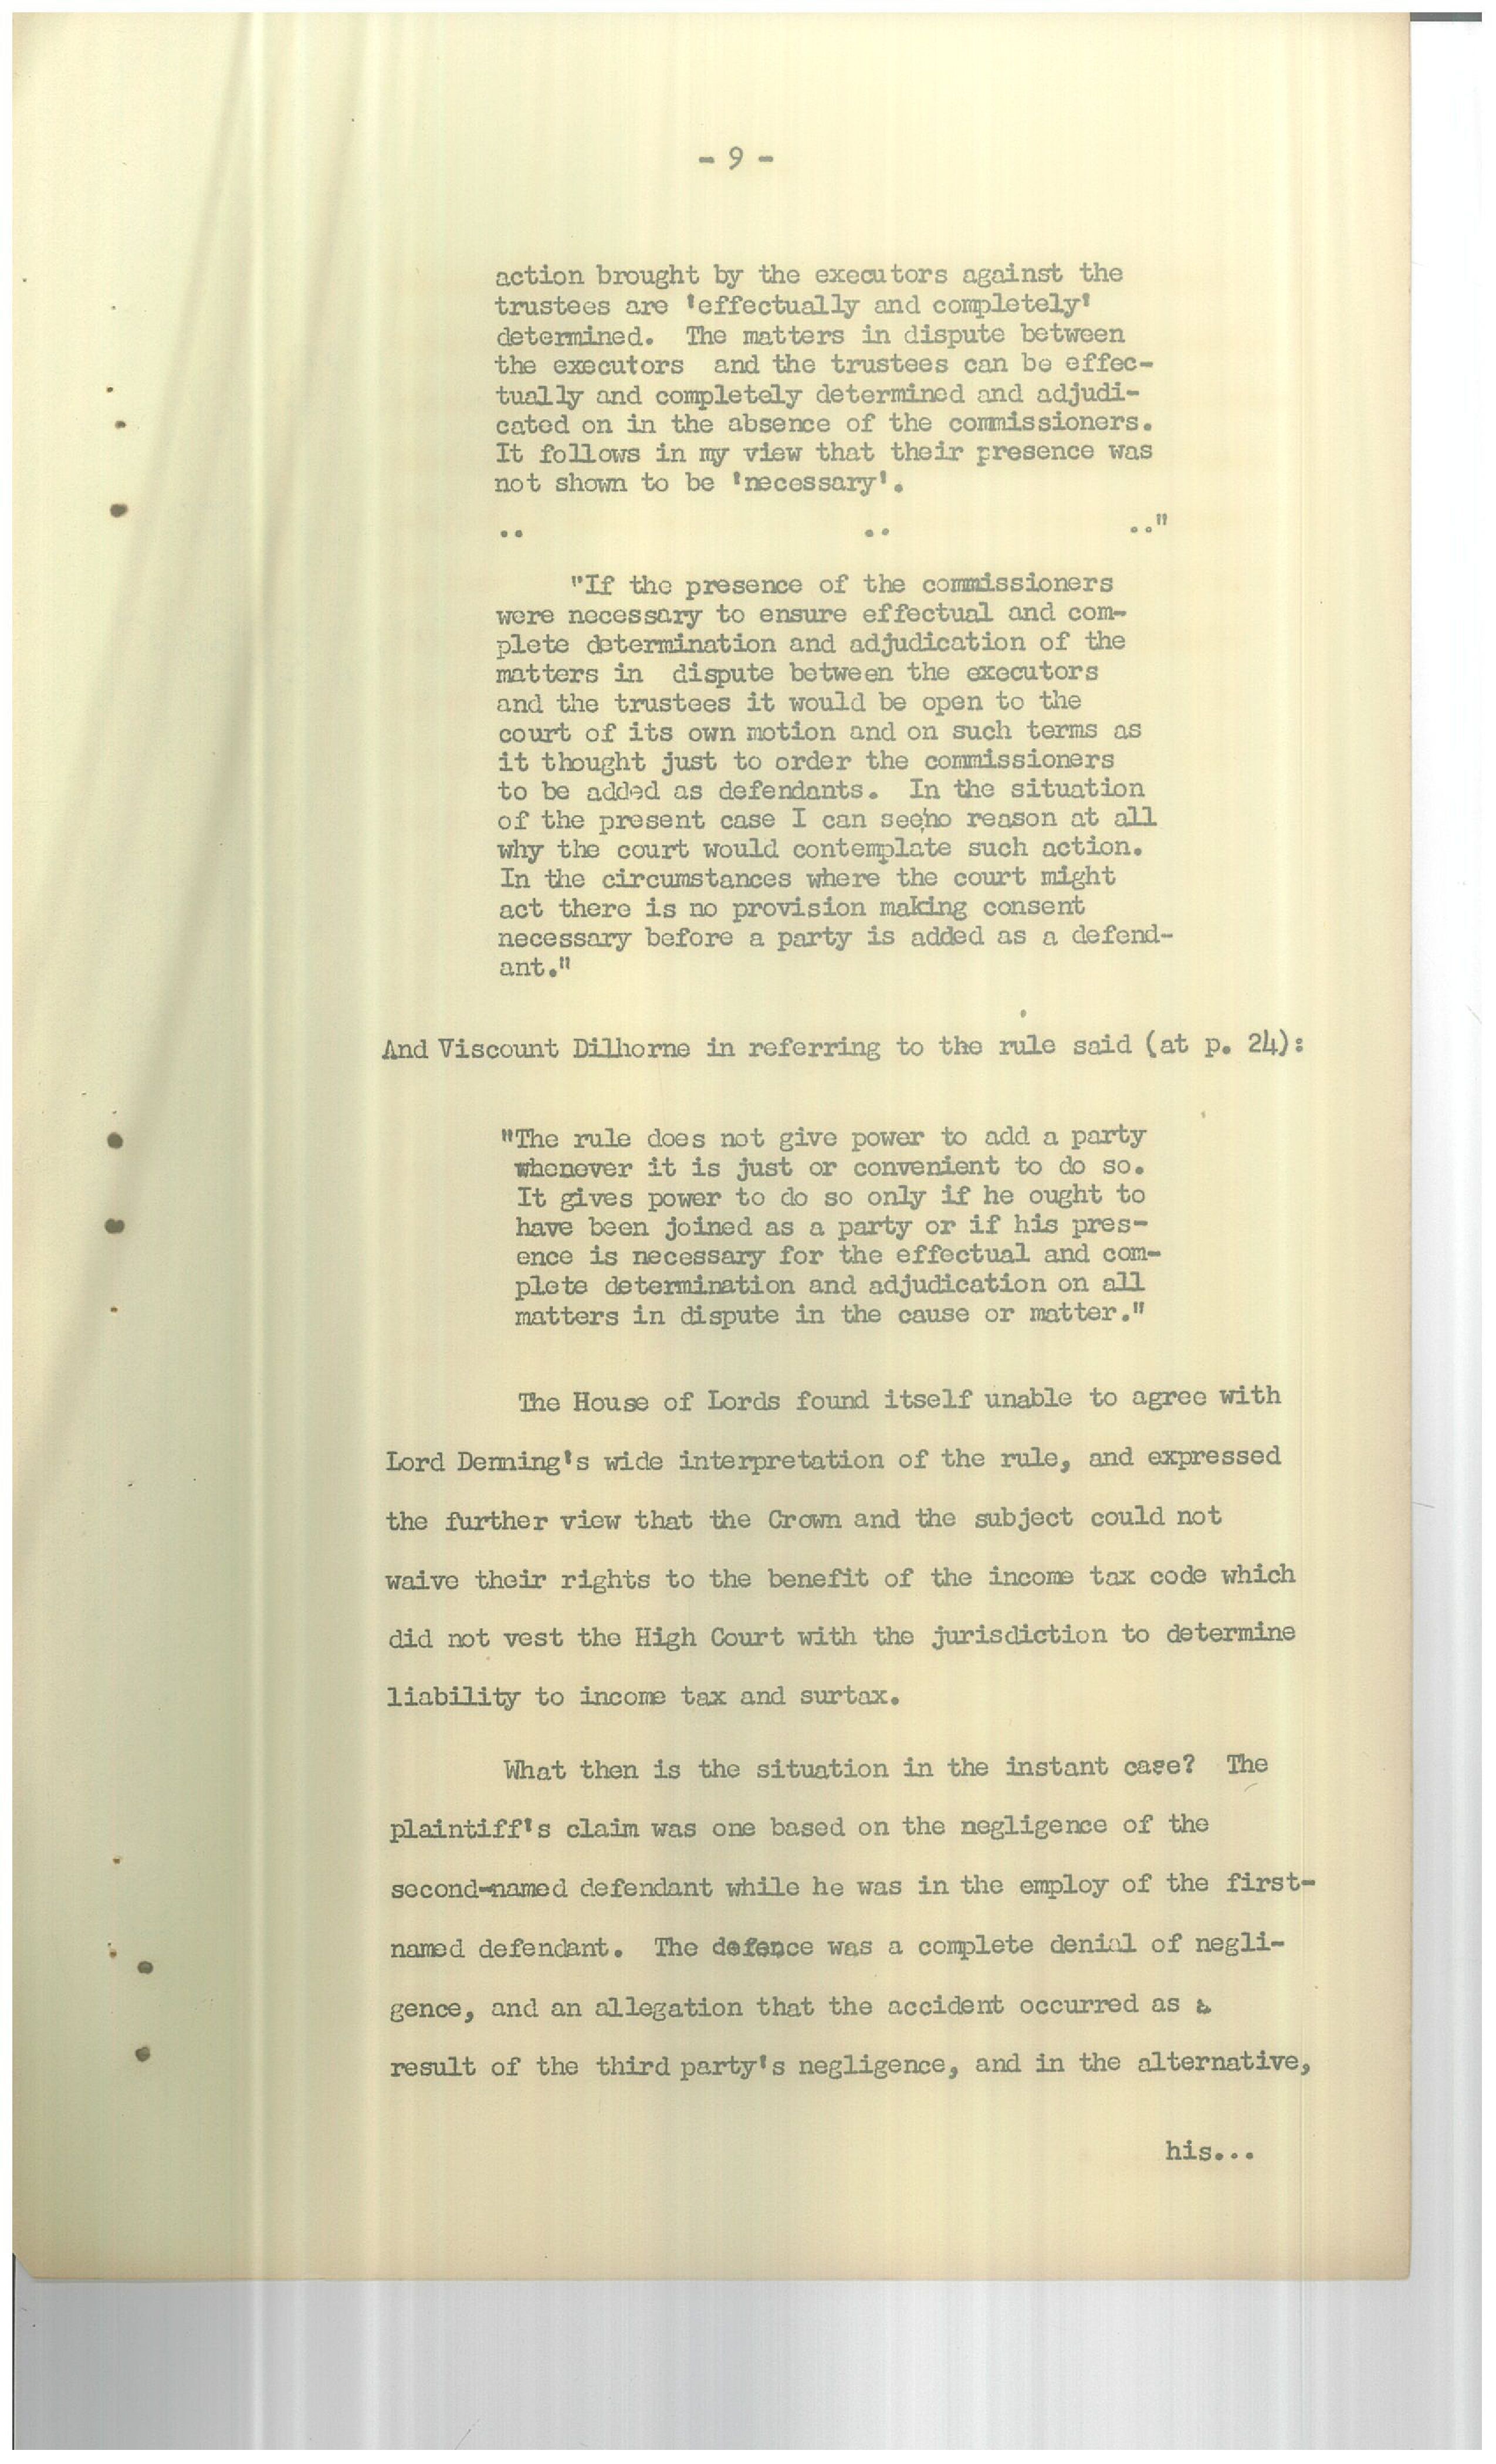 - 9 -
action brought by the executors against the
trustees are 'effectually and completely'
determined. The matters in dispute between
the executors and the trustees can be effec-
tually and completely determined and adjudi-
cated on in the absence of the commissioners.
It follows in my view that their presence was
not shown to be 'necessary'.
.. .. .."
"If the presence of the commissioners
were necessary to ensure effectual and com-
plete determination and adjudication of the
matters in dispute between the executors
and the trustees it would be open to the
court of its own motion and on such terms as
it thought just to order the commissioners
to be added as defendants. In the situation
of the present case I can see no reason at all
why the court would contemplate such action.
In the circumstances where the court might
act there is no provision making consent
necessary before a party is added as a defend-
ant."
And Viscount Dilhorne in referring to the rule said (at p. 24):
"The rule does not give power to add a party
whenever it is just or convenient to do so.
It gives power to do so only if he ought to
have been joined as a party or if his pres-
ence is necessary for the effectual and com-
plete determination and adjudication on all
matters in dispute in the cause or matter."
The House of Lords found itself unable to agree with
Lord Denning's wide interpretation of the rule, and expressed
the further view that the Crown and the subject could not
waive their rights to the benefit of the income tax code which
did not vest the High Court with the jurisdiction to determine
liability to income tax and surtax.
What then is the situation in the instant case? The
plaintiff's claim was one based on the negligence of the
second-named defendant while he was in the employ of the first-
named defendant. The defence was a complete denial of negli-
gence, and an allegation that the accident occurred as a
result of the third party's negligence, and in the alternative,
his...